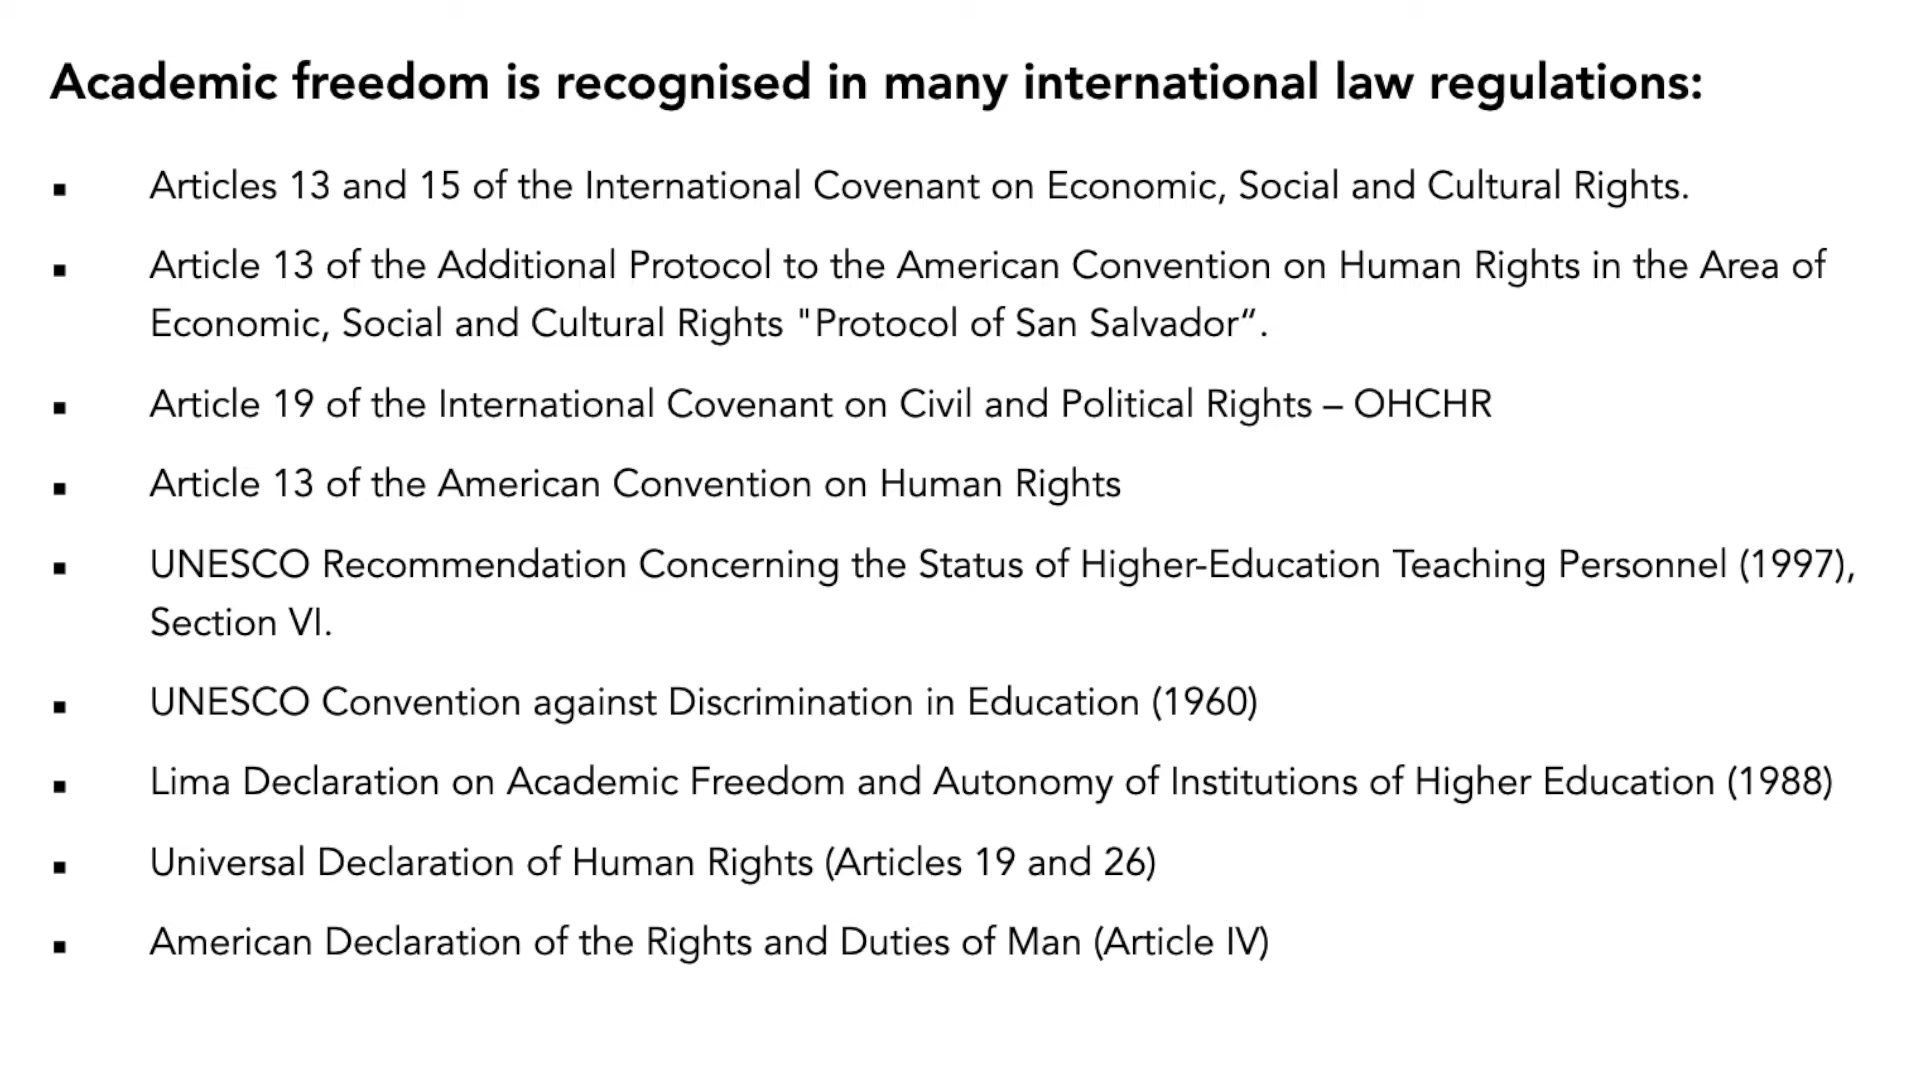 Academic freedom is recognised in many international law regulations:
▪ Articles 13 and 15 of the International Covenant on Economic, Social and Cultural Rights.
▪ Article 13 of the Additional Protocol to the American Convention on Human Rights in the Area of
Economic, Social and Cultural Rights "Protocol of San Salvador“.
▪ Article 19 of the International Covenant on Civil and Political Rights – OHCHR
▪ Article 13 of the American Convention on Human Rights
▪ UNESCO Recommendation Concerning the Status of Higher-Education Teaching Personnel (1997),
Section VI.
▪ UNESCO Convention against Discrimination in Education (1960)
▪ Lima Declaration on Academic Freedom and Autonomy of Institutions of Higher Education (1988)
▪ Universal Declaration of Human Rights (Articles 19 and 26)
▪ American Declaration of the Rights and Duties of Man (Article IV)